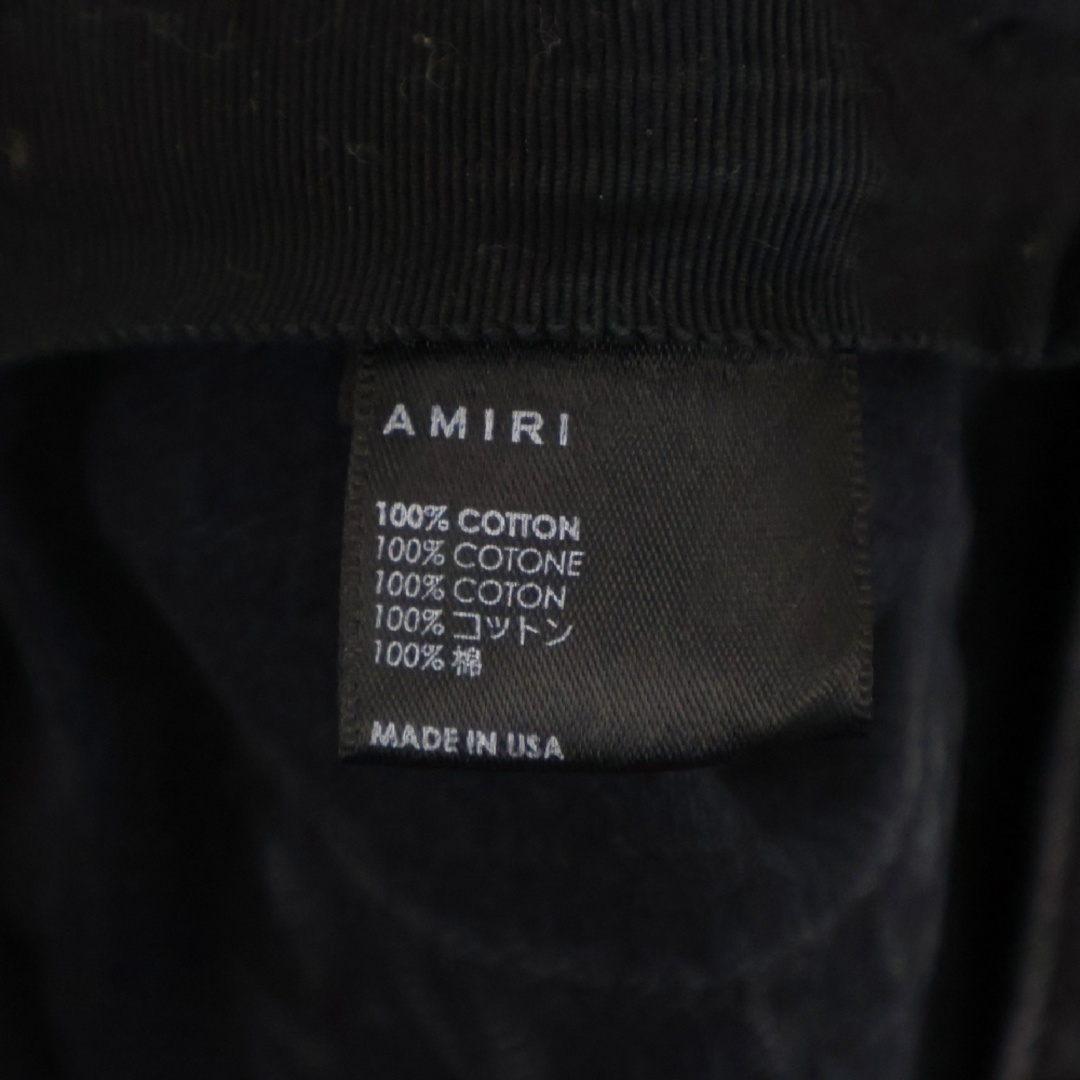 AMIRI
100% COTTON
100% COTONE
100% COTON
100% コットン
100% 棉
MADE IN USA